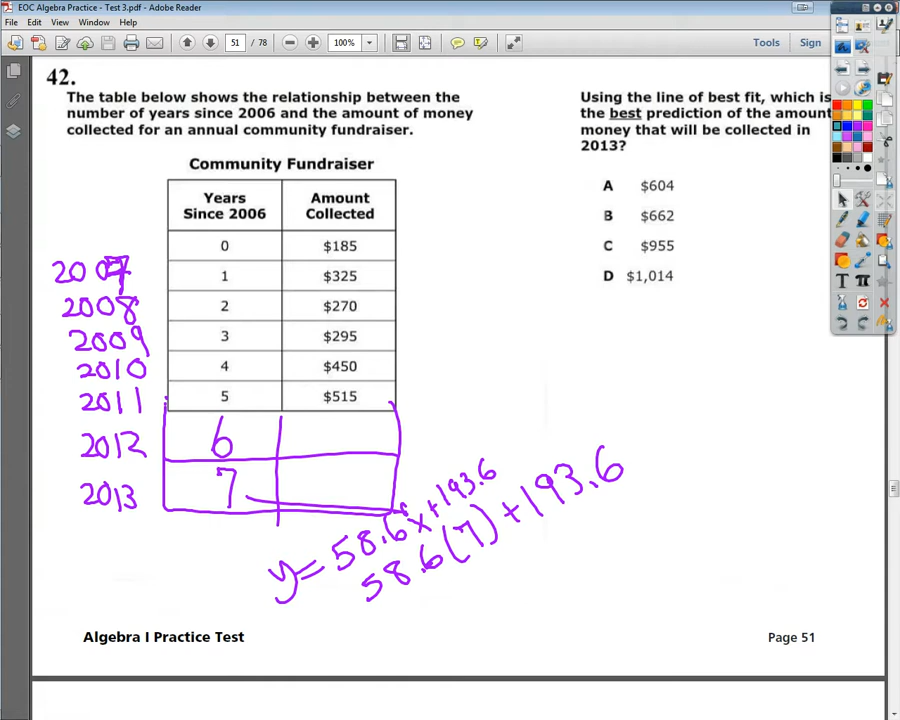 EOC Algebra Practice - Test 3.pdf - Adobe Reader
File Edit View Window Help
51 / 78 100% Tools Sign
42.
The table below shows the relationship between the
number of years since 2006 and the amount of money
collected for an annual community fundraiser.
Community Fundraiser
Years Since 2006 Amount Collected
0 $185
2007 1 $325
2008 2 $270
2009 3 $295
2010 4 $450
2011 5 $515
2012 6
2013 7
y = 58.6x + 193.6
58.6(7) + 193.6
Using the line of best fit, which is
the best prediction of the amount
money that will be collected in
2013?
A $604
B $662
C $955
D $1,014
Algebra I Practice Test Page 51